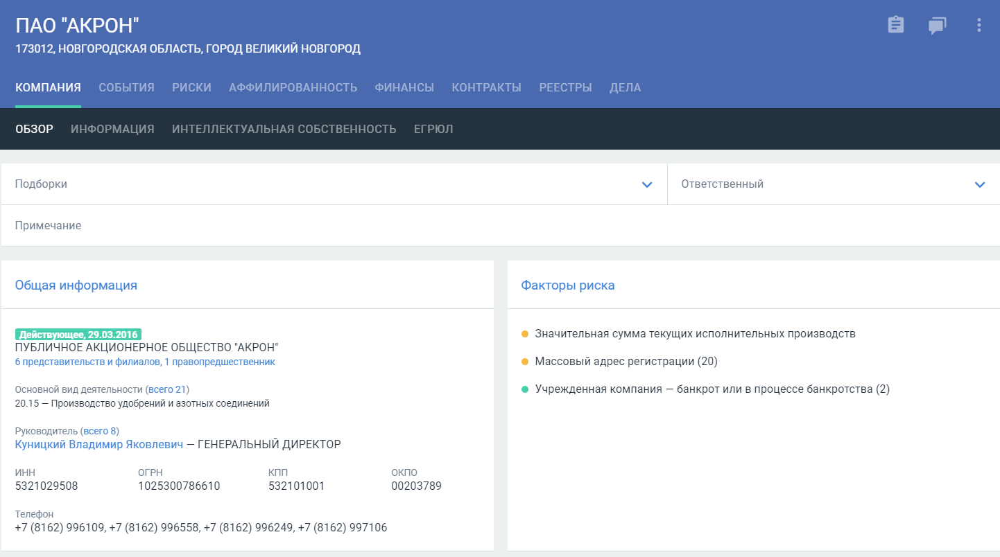 ПАО "АКРОН"
173012, НОВГОРОДСКАЯ ОБЛАСТЬ, ГОРОД ВЕЛИКИЙ НОВГОРОД
КОМПАНИЯ СОБЫТИЯ РИСКИ АФФИЛИРОВАННОСТЬ ФИНАНСЫ КОНТРАКТЫ РЕЕСТРЫ ДЕЛА
ОБЗОР ИНФОРМАЦИЯ ИНТЕЛЛЕКТУАЛЬНАЯ СОБСТВЕННОСТЬ ЕГРЮЛ
Подборки Ответственный
Примечание
Общая информация
Действующее, 29.03.2016
ПУБЛИЧНОЕ АКЦИОНЕРНОЕ ОБЩЕСТВО "АКРОН"
6 представительств и филиалов, 1 правопредшественник
Основной вид деятельности (всего 21)
20.15 — Производство удобрений и азотных соединений
Руководитель (всего 8)
Куницкий Владимир Яковлевич — ГЕНЕРАЛЬНЫЙ ДИРЕКТОР
ИНН ОГРН КПП ОКПО
5321029508 1025300786610 532101001 00203789
Телефон
+7 (8162) 996109, +7 (8162) 996558, +7 (8162) 996249, +7 (8162) 997106
Факторы риска
Значительная сумма текущих исполнительных производств
Массовый адрес регистрации (20)
Учрежденная компания — банкрот или в процессе банкротства (2)